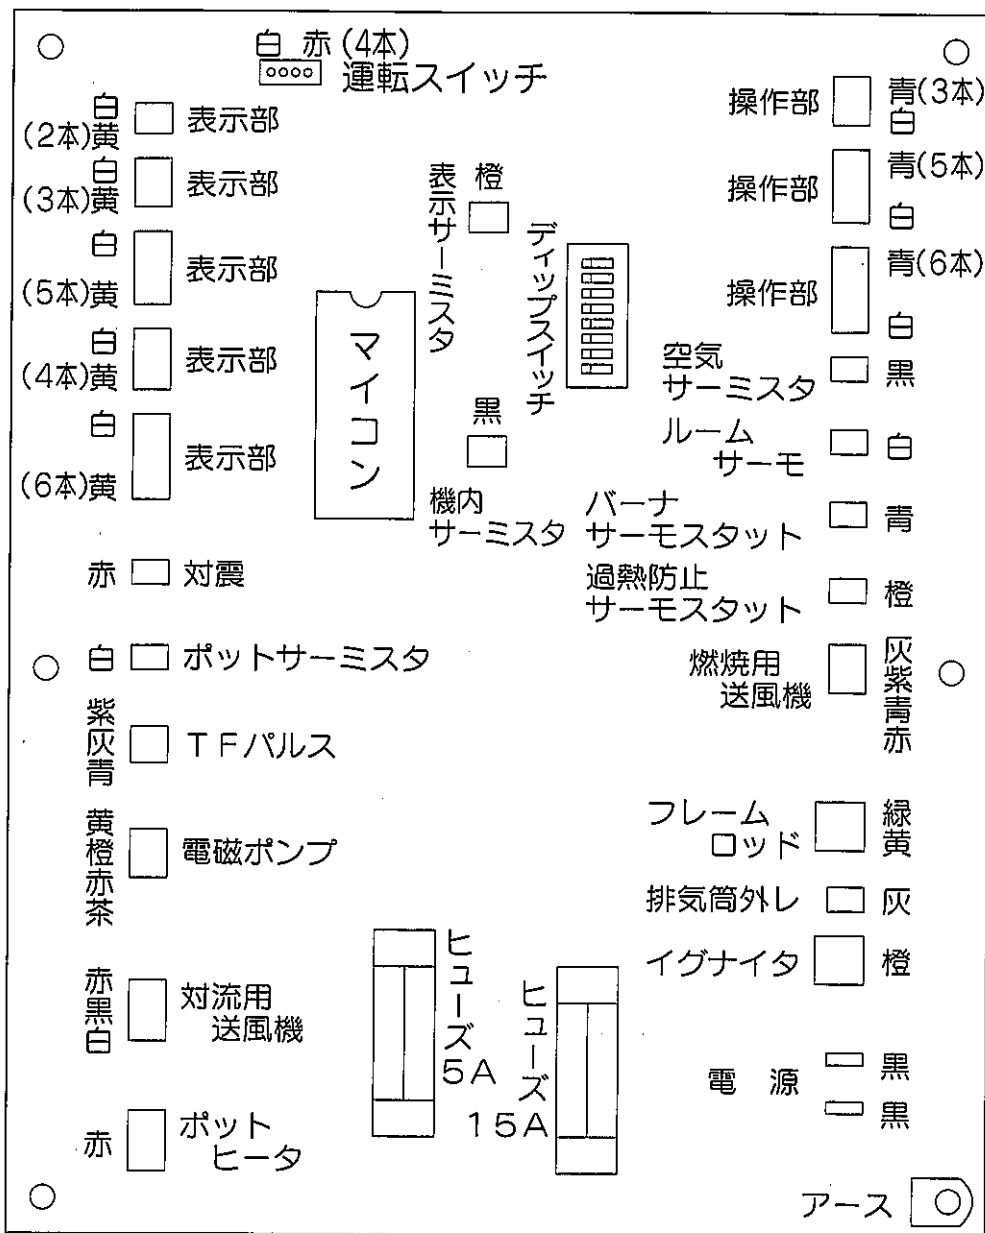 白 赤(4本)
運転スイッチ
白
(2本)黄
表示部
白
(3本)黄
表示部
白
(5本)黄
表示部
白
(4本)黄
表示部
白
(6本)黄
表示部
赤
対震
白
ポットサーミスタ
紫灰青
TFパルス
黄橙赤茶
電磁ポンプ
赤黒白
対流用
送風機
赤
ポット
ヒータ
マイコン
表示サーミスタ
橙
ディップスイッチ
黒
機内
サーミスタ
ヒューズ
5A
ヒューズ
15A
操作部
青(3本)
白
操作部
青(5本)
白
操作部
青(6本)
白
空気
サーミスタ
黒
ルーム
サーモ
白
バーナ
サーモスタット
青
過熱防止
サーモスタット
橙
燃焼用
送風機
灰紫青赤
フレーム
ロッド
緑黄
排気筒外レ
灰
イグナイタ
橙
電 源
黒
黒
アース